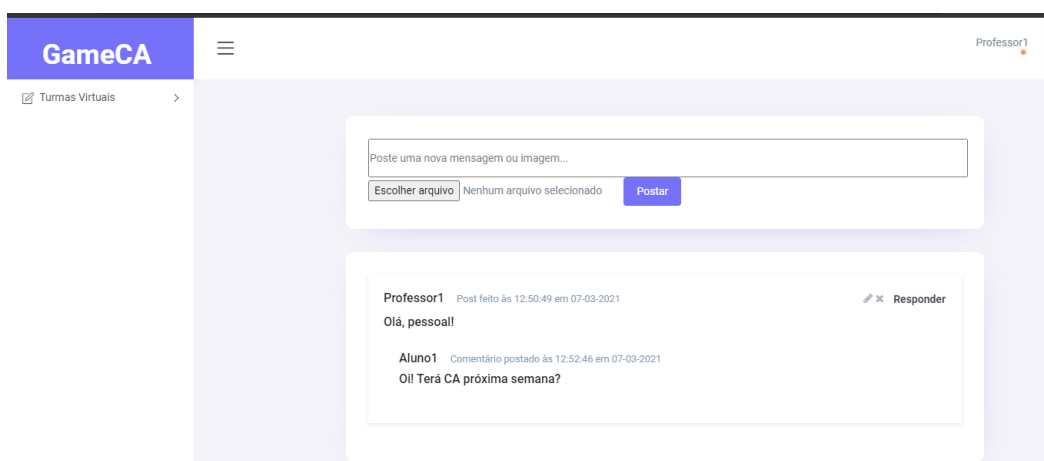 GameCA
Professor1
Turmas Virtuais
Poste uma nova mensagem ou imagem...
Escolher arquivo Nenhum arquivo selecionado Postar
Professor1 Post feito às 12:50:49 em 07-03-2021 Responder
Olá, pessoal!
Aluno1 Comentário postado às 12:52:46 em 07-03-2021
Oi! Terá CA próxima semana?